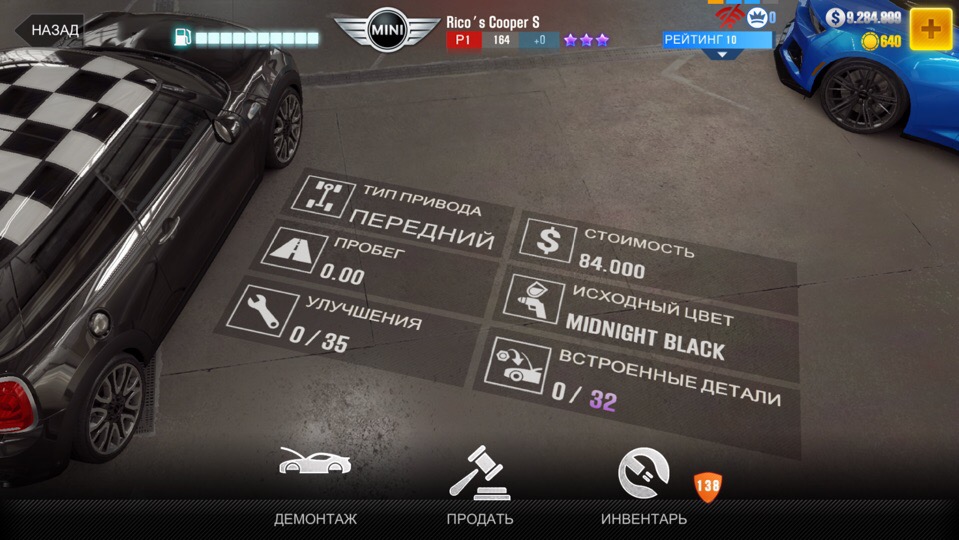 НАЗАД
MINI
Rico's Cooper S
P1 164 +0
РЕЙТИНГ 10
0
$ 9.284.899
640
ТИП ПРИВОДА
ПЕРЕДНИЙ
ПРОБЕГ
0.00
УЛУЧШЕНИЯ
0 / 35
$ СТОИМОСТЬ
84.000
ИСХОДНЫЙ ЦВЕТ
MIDNIGHT BLACK
ВСТРОЕННЫЕ ДЕТАЛИ
0 / 32
138
ДЕМОНТАЖ
ПРОДАТЬ
ИНВЕНТАРЬ